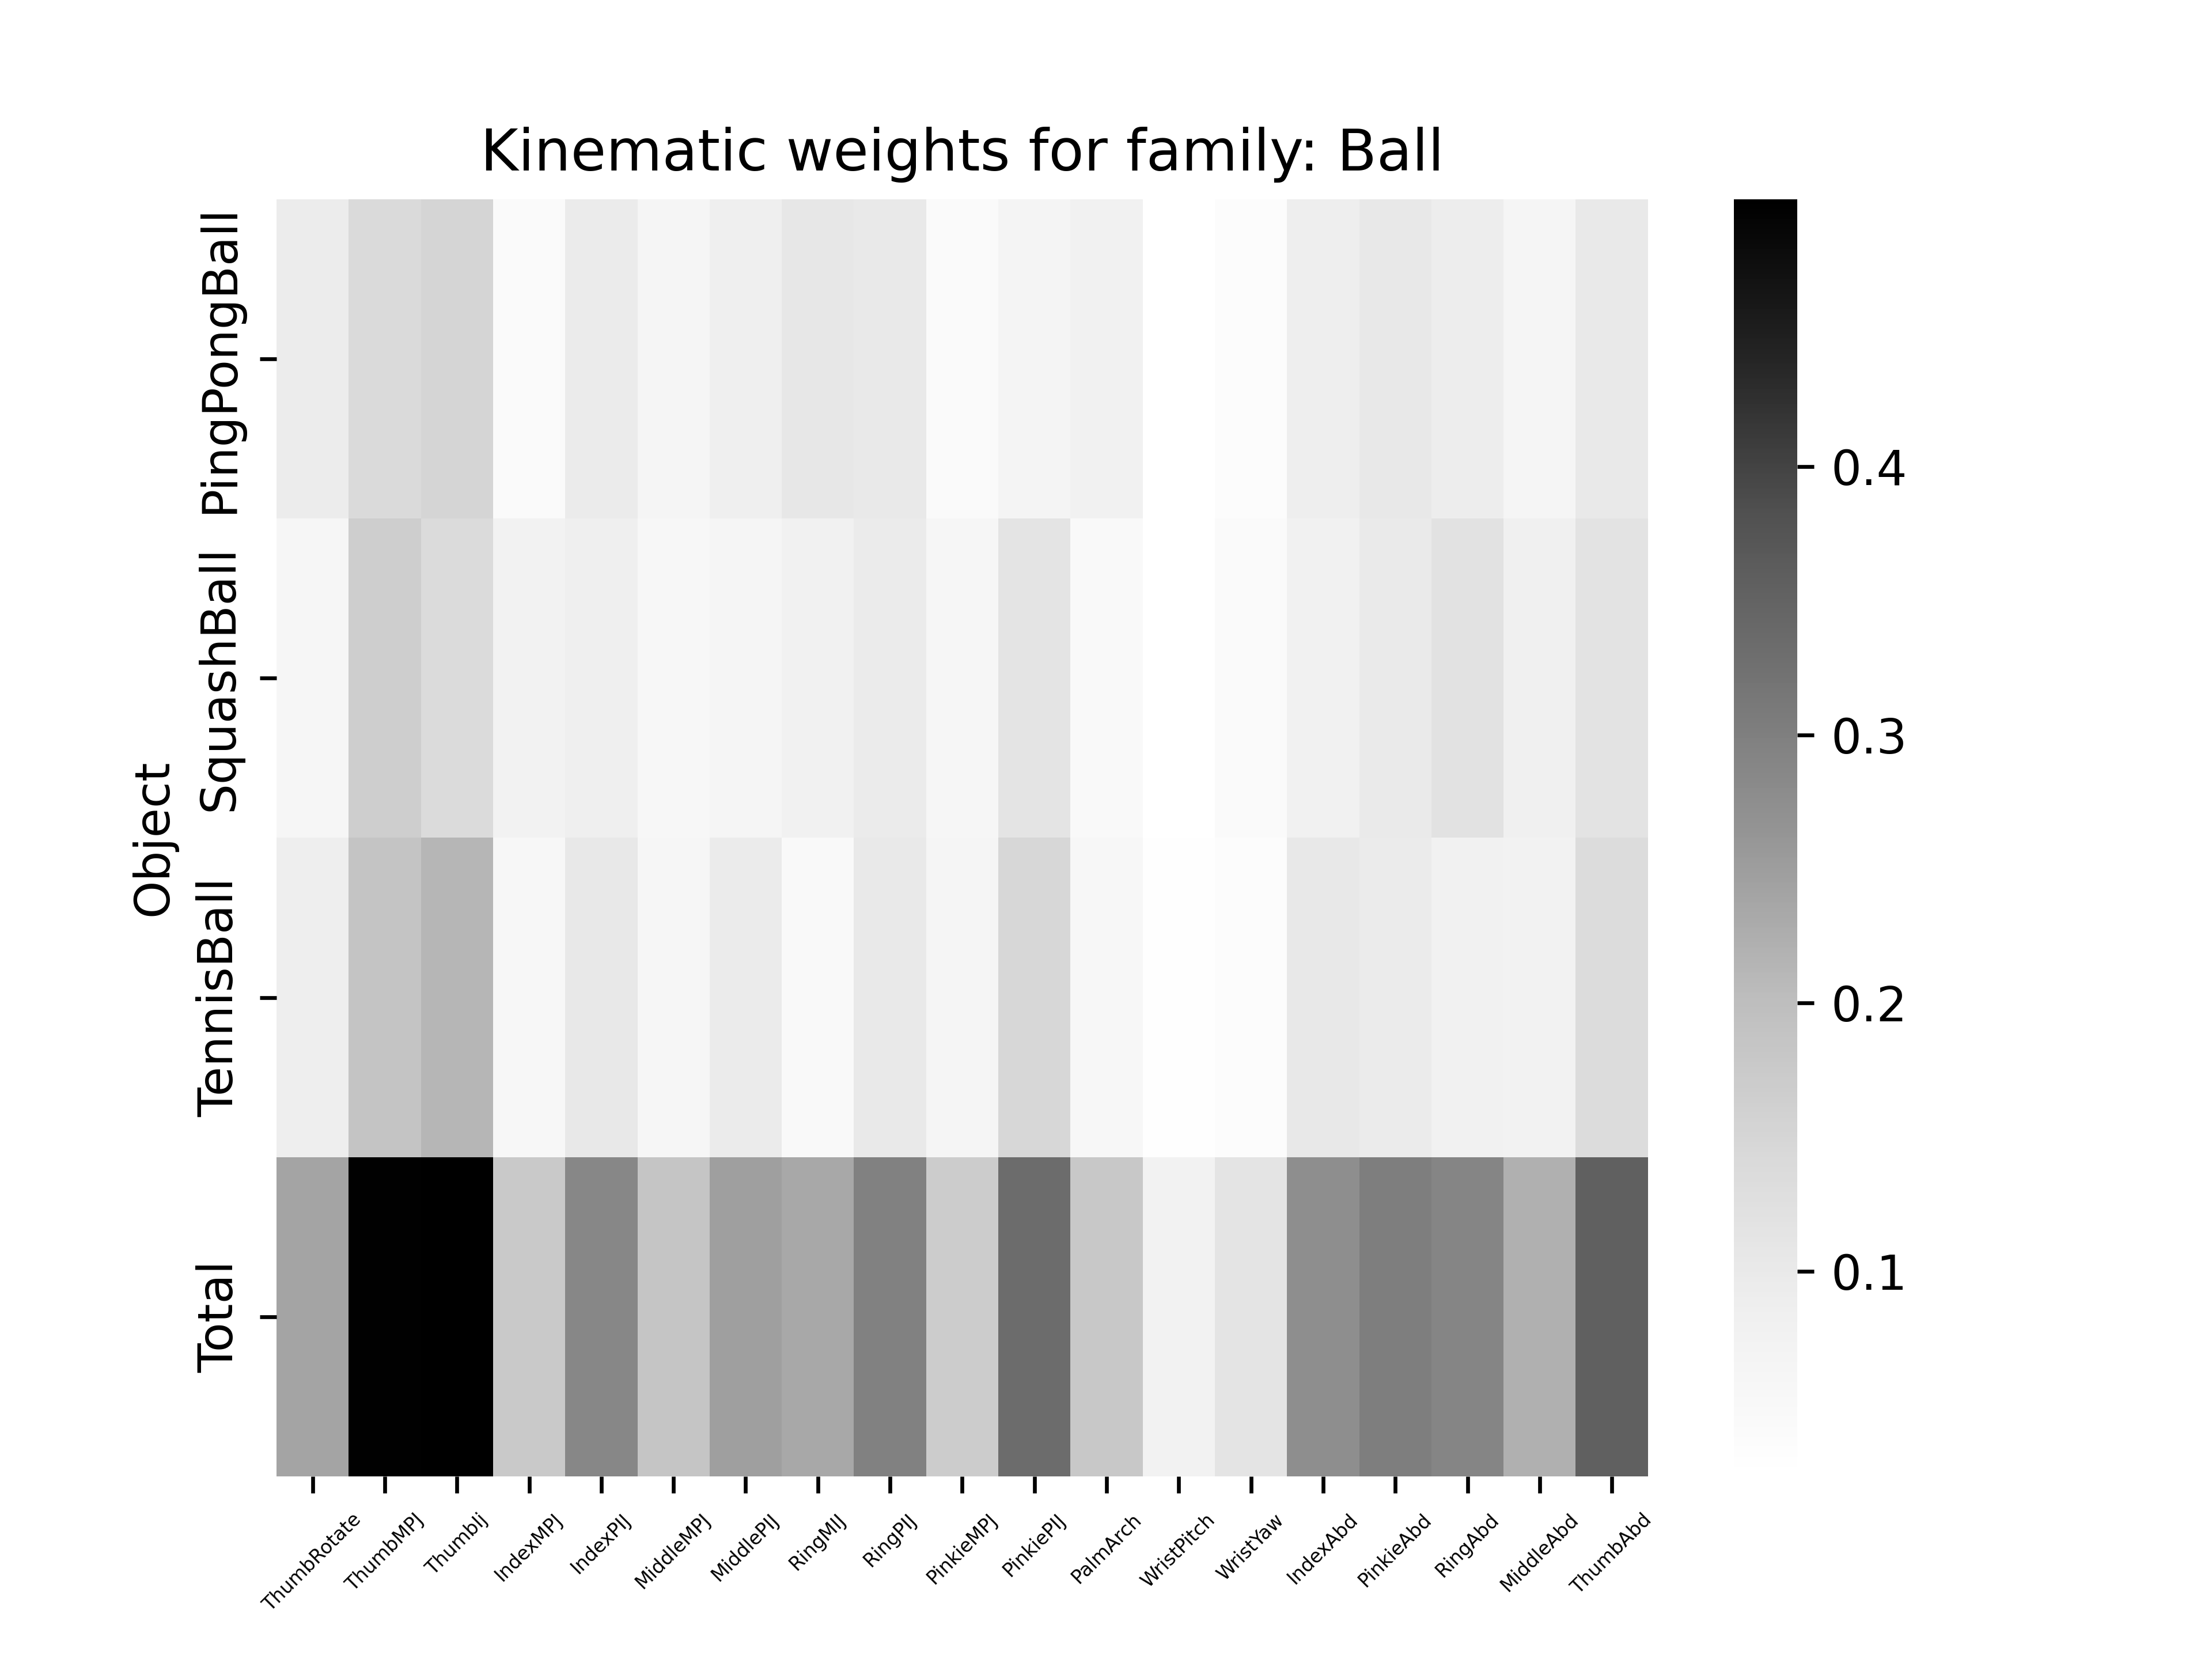 Kinematic weights for family: Ball
Object
PingPongBall
SquashBall
TennisBall
Total
ThumbRotate
ThumbMPJ
ThumbIj
IndexMPJ
IndexPIJ
MiddleMPJ
MiddlePIJ
RingMIJ
RingPIJ
PinkieMPJ
PinkiePIJ
PalmArch
WristPitch
WristYaw
IndexAbd
PinkieAbd
RingAbd
MiddleAbd
ThumbAbd
0.4
0.3
0.2
0.1